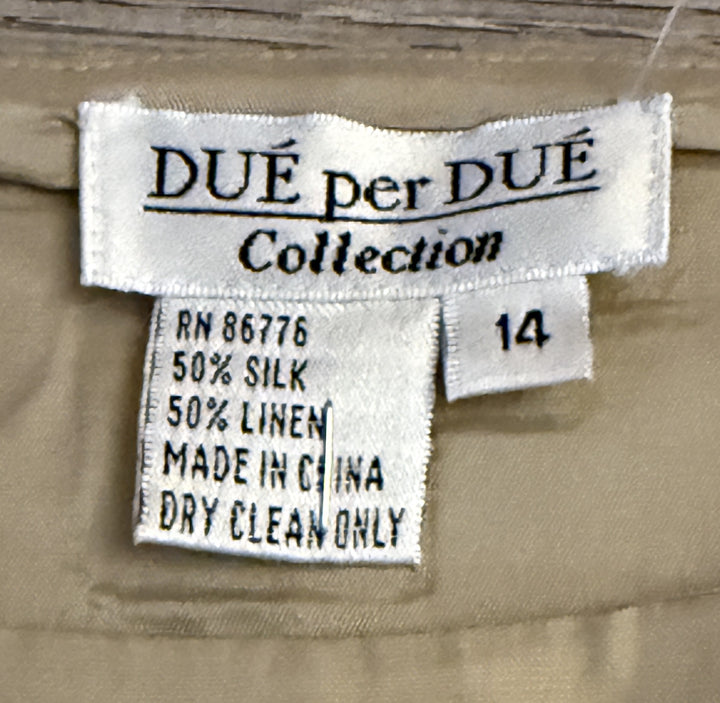 DUÉ per DUÉ
Collection
RN 86776
50% SILK
50% LINEN
MADE IN CHINA
DRY CLEAN ONLY
14